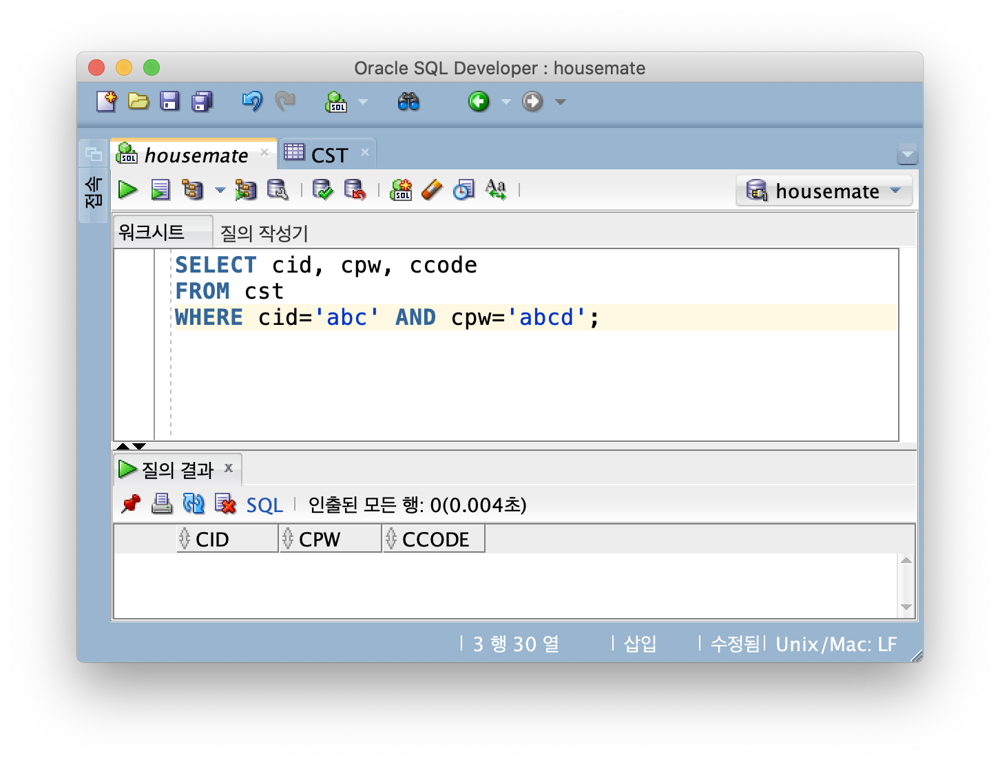 Oracle SQL Developer : housemate
housemate
CST
접속
housemate
워크시트 질의 작성기
SELECT cid, cpw, ccode
FROM cst
WHERE cid='abc' AND cpw='abcd';
질의 결과
SQL 인출된 모든 행: 0(0.004초)
CID CPW CCODE
3 행 30 열 삽입 수정됨 Unix/Mac: LF